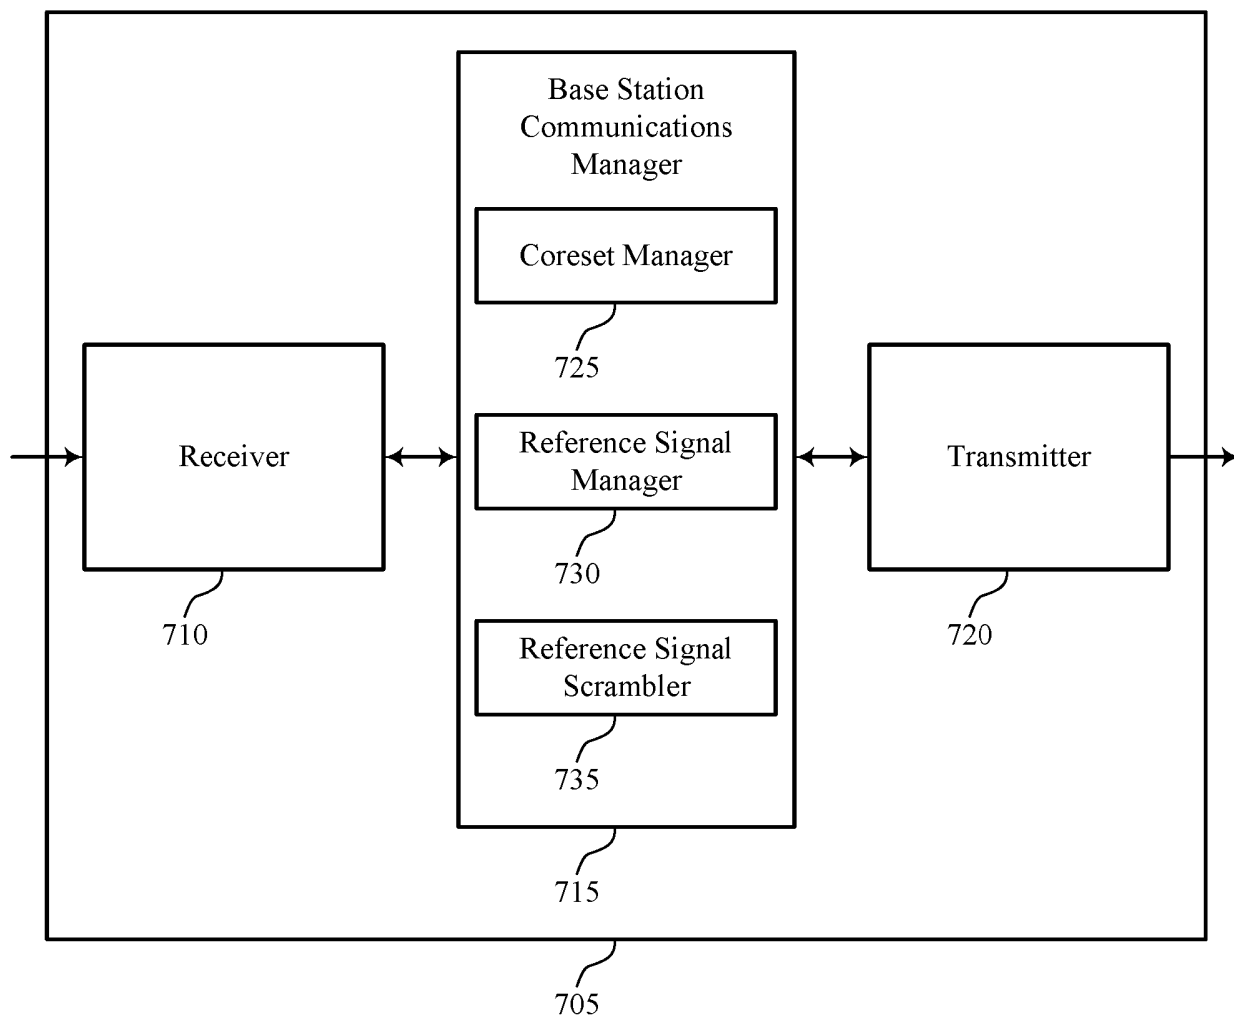 Base Station
Communications
Manager
Coreset Manager
725
Receiver
710
Reference Signal
Manager
730
Transmitter
720
Reference Signal
Scrambler
735
715
705